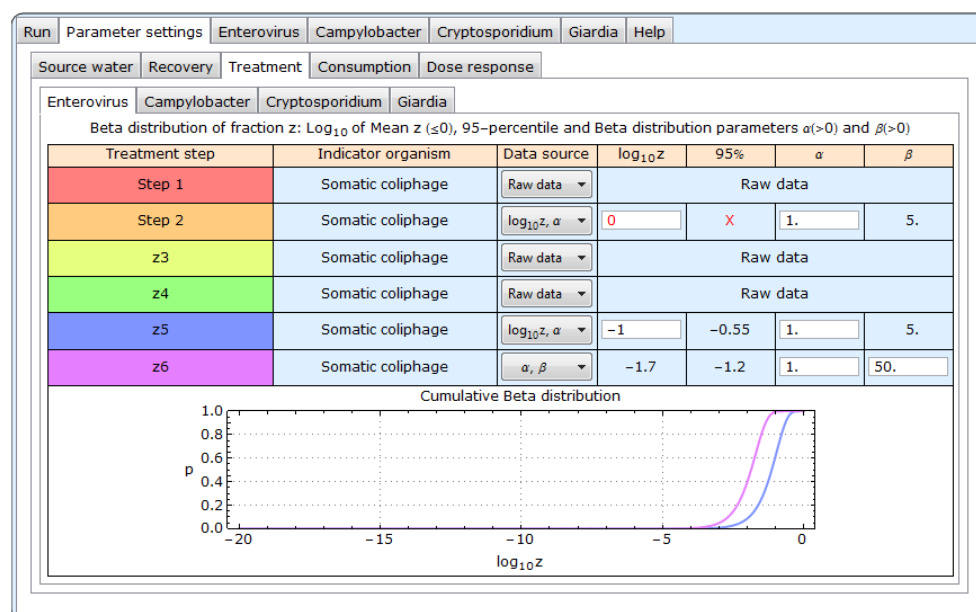 Run Parameter settings Enterovirus Campylobacter Cryptosporidium Giardia Help
Source water Recovery Treatment Consumption Dose response
Enterovirus Campylobacter Cryptosporidium Giardia
Beta distribution of fraction z: Log₁₀ of Mean z (≤0), 95–percentile and Beta distribution parameters α(>0) and β(>0)
Treatment step Indicator organism Data source log₁₀z 95% α β
Step 1 Somatic coliphage Raw data Raw data
Step 2 Somatic coliphage log₁₀z, α 0 X 1. 5.
z3 Somatic coliphage Raw data Raw data
z4 Somatic coliphage Raw data Raw data
z5 Somatic coliphage log₁₀z, α −1 −0.55 1. 5.
z6 Somatic coliphage α, β −1.7 −1.2 1. 50.
Cumulative Beta distribution
1.0
0.8
0.6
p
0.4
0.2
0.0
−20 −15 −10 −5 0
log₁₀z